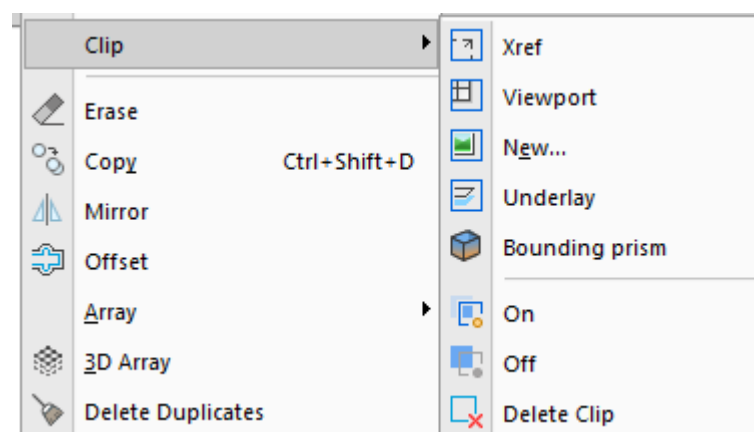 Clip
Erase
Copy Ctrl+Shift+D
Mirror
Offset
Array
3D Array
Delete Duplicates
Xref
Viewport
New...
Underlay
Bounding prism
On
Off
Delete Clip